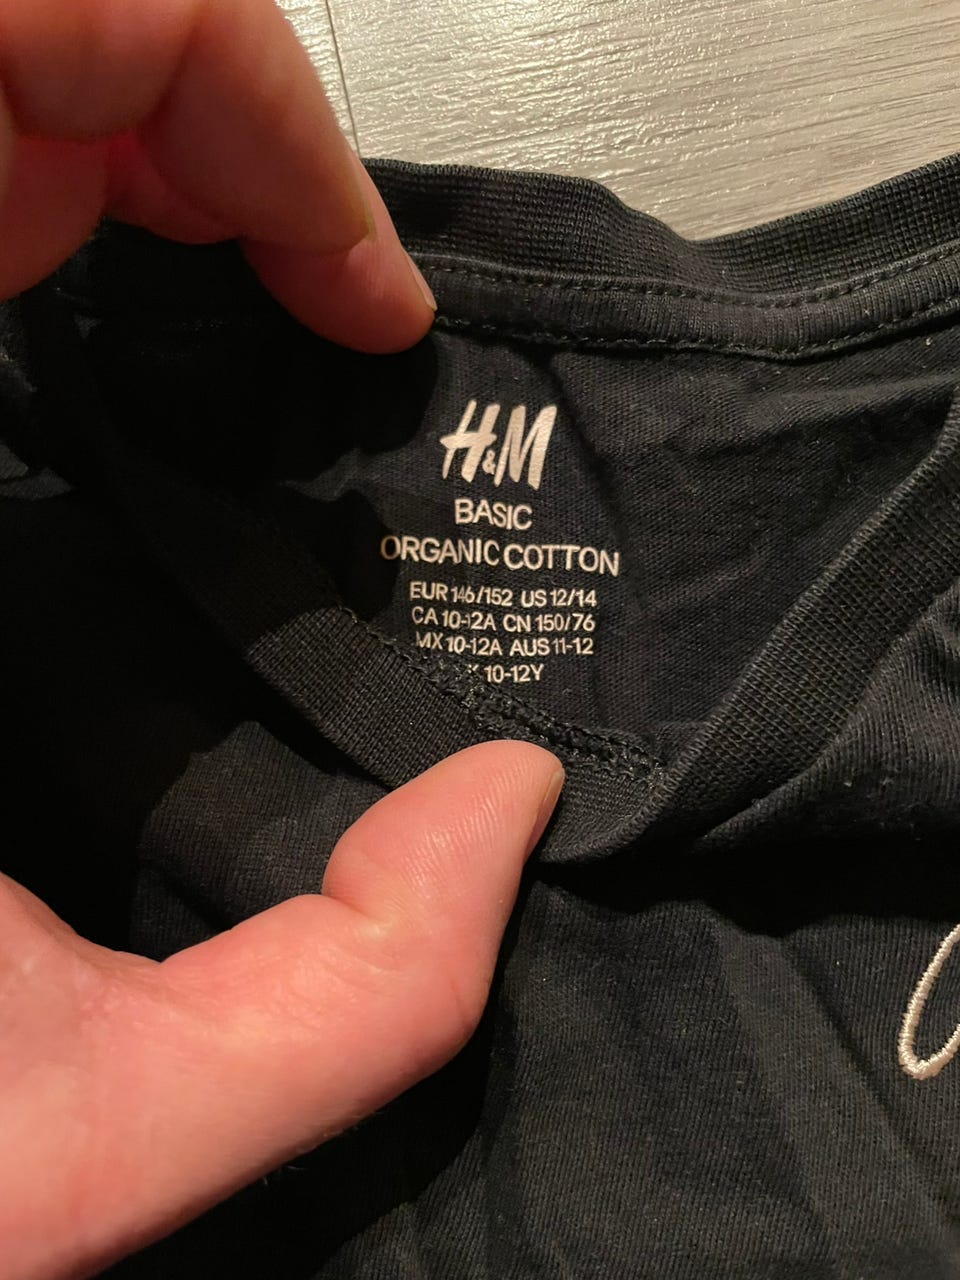 H&M
BASIC
ORGANIC COTTON
EUR 146/152 US 12/14
CA 10-12A CN 150/76
MX 10-12A AUS 11-12
10-12Y